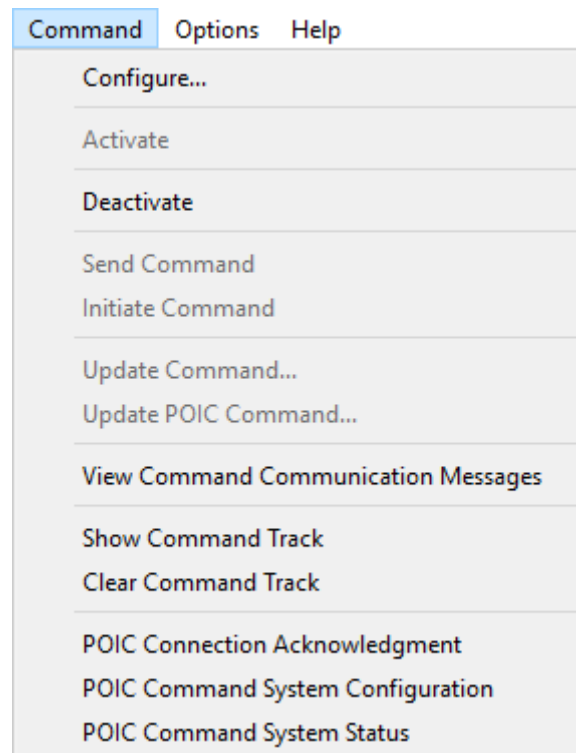 Command Options Help
Configure...
Activate
Deactivate
Send Command
Initiate Command
Update Command...
Update POIC Command...
View Command Communication Messages
Show Command Track
Clear Command Track
POIC Connection Acknowledgment
POIC Command System Configuration
POIC Command System Status